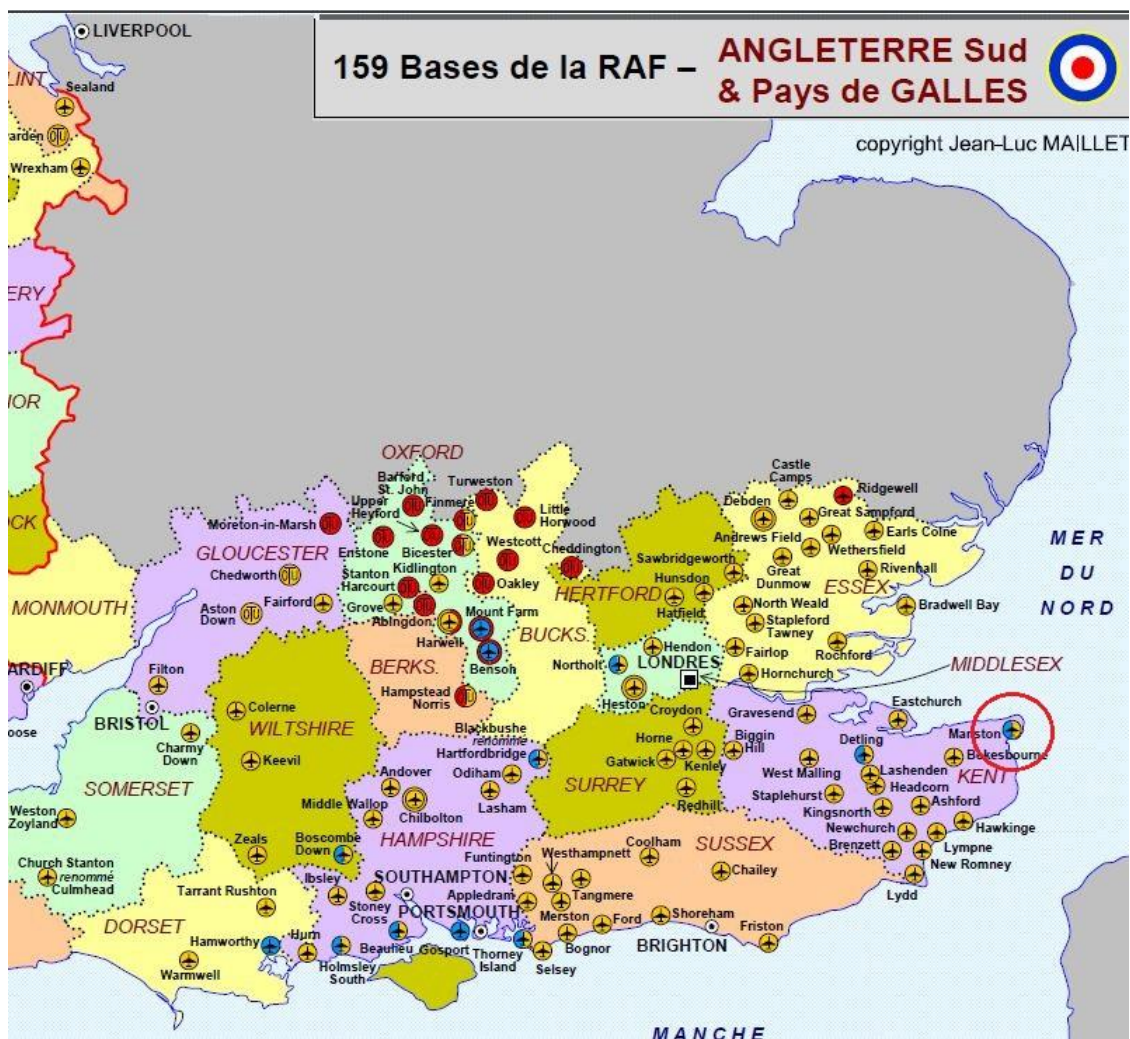 LIVERPOOL
159 Bases de la RAF –
ANGLETERRE Sud
& Pays de GALLES
copyright Jean-Luc MAILLET
LINT
Sealand
arden
OTU
Wrexham
ERY
IOR
OCK
MONMOUTH
ARDIFF
oose
OXFORD
Barford
St. John
Finmere
Turweston
Upper
Heyford
Little
Horwood
Moreton-in-Marsh
GLOUCESTER
Enstone
Bicester
Westcott
Cheddington
Kidlington
Chedworth
Stanton
Harcourt
Oakley
Aston
Down
Fairford
Grove
Abingdon
Mount Farm
Harwell
Benson
BUCKS.
BERKS.
Hampstead
Norris
HERTFORD
Sawbridgeworth
Hunsdon
Hatfield
Castle
Camps
Ridgewell
Debden
Great Sampford
Andrews Field
Earls Colne
Wethersfield
Great
Dunmow
ESSEX
Rivenhall
North Weald
Bradwell Bay
Stapleford
Tawney
Fairlop
Rochford
Hornchurch
Hendon
Northolt
LONDRES
Heston
MIDDLESEX
MER
DU
NORD
Filton
BRISTOL
Colerne
WILTSHIRE
Charmy
Down
Keevil
SOMERSET
Weston
Zoyland
Church Stanton
renommé
Culmhead
Zeals
Boscombe
Down
Middle Wallop
Andover
Chilbolton
HAMPSHIRE
Blackbushe
renommé
Hartfordbridge
Odiham
Lasham
Croydon
Horne
Gatwick
Kenley
SURREY
Redhill
Biggin
Hill
Gravesend
Eastchurch
Manston
Detling
Bekesbourne
West Malling
Lashenden
KENT
Headcorn
Staplehurst
Ashford
Kingsnorth
Newchurch
Hawkinge
Brenzett
Lympne
New Romney
Lydd
SUSSEX
Coolham
Chailey
Funtington
Westhampnett
Appledram
Tangmere
Merston
Ford
Shoreham
Bognor
BRIGHTON
Friston
Selsey
Thorney
Island
Gosport
PORTSMOUTH
SOUTHAMPTON
Ibsley
Stoney
Cross
Beaulieu
Holmsley
South
Hurn
Tarrant Rushton
DORSET
Hamworthy
Warmwell
MANCHE